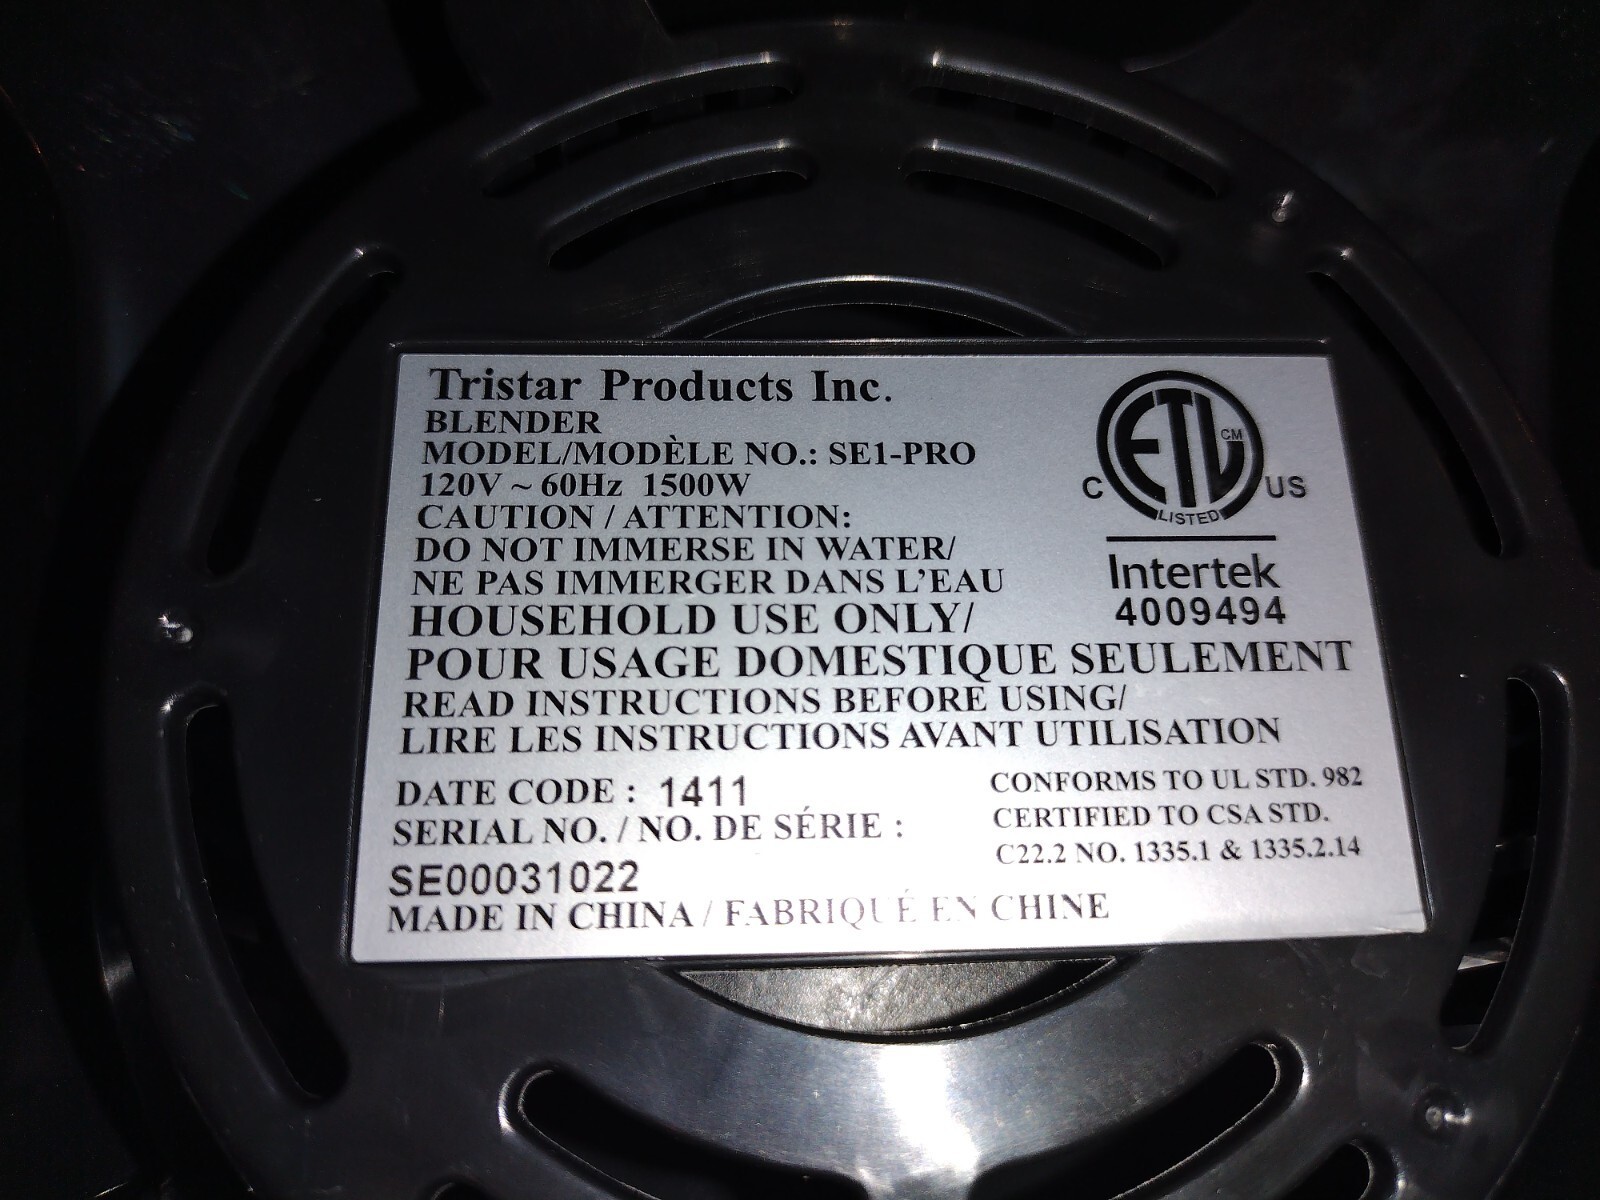 Tristar Products Inc.
BLENDER
MODEL/MODÈLE NO.: SE1-PRO
120V ~ 60Hz 1500W
CAUTION / ATTENTION:
DO NOT IMMERSE IN WATER/
NE PAS IMMERGER DANS L'EAU
HOUSEHOLD USE ONLY/
POUR USAGE DOMESTIQUE SEULEMENT
READ INSTRUCTIONS BEFORE USING/
LIRE LES INSTRUCTIONS AVANT UTILISATION
DATE CODE : 1411
SERIAL NO. / NO. DE SÉRIE :
SE00031022
MADE IN CHINA / FABRIQUÉ EN CHINE
ETL CM
C US
LISTED
Intertek
4009494
CONFORMS TO UL STD. 982
CERTIFIED TO CSA STD.
C22.2 NO. 1335.1 & 1335.2.14